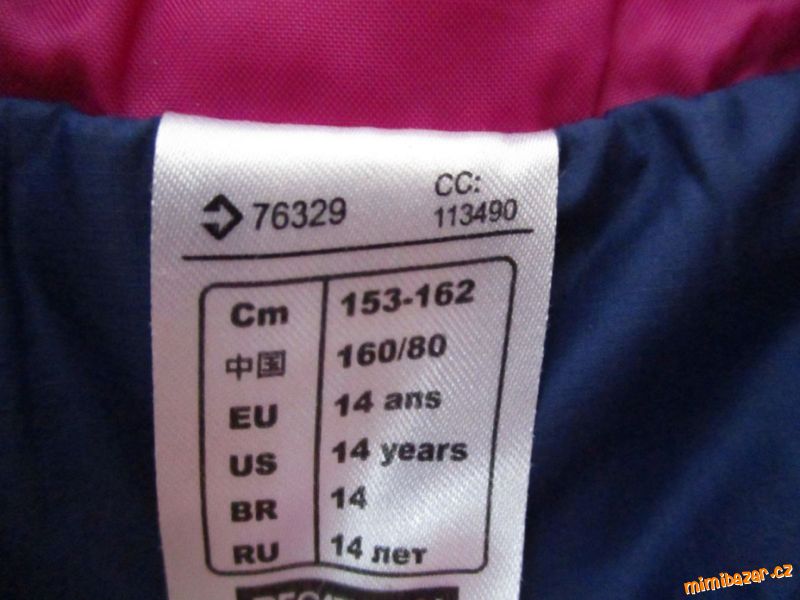 76329
CC:
113490
Cm 153-162
中国 160/80
EU 14 ans
US 14 years
BR 14
RU 14 лет
mimibazar.cz